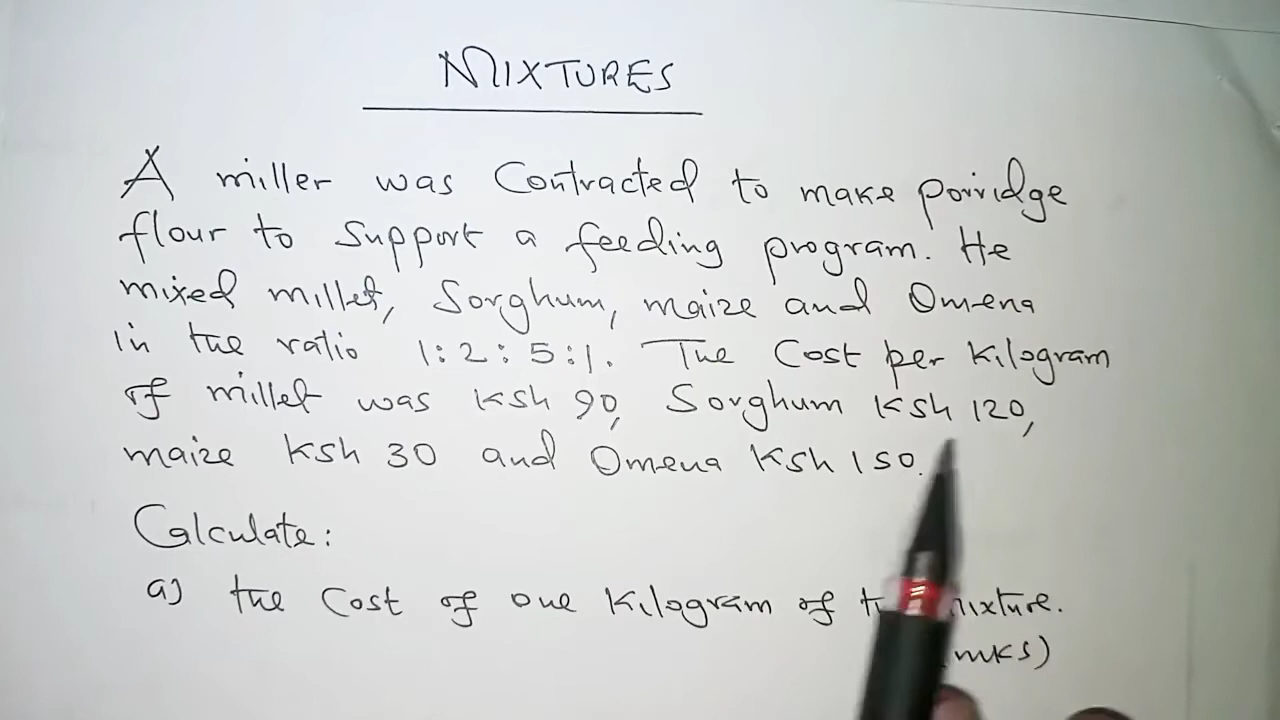 MIXTURES
A miller was contracted to make porridge
flour to support a feeding program. He
mixed millet, Sorghum, maize and Omena
in the ratio 1:2:5:1. The cost per kilogram
of millet was Ksh 90, Sorghum Ksh 120,
maize Ksh 30 and Omena Ksh 150.
Calculate:
a) the cost of one kilogram of mixture.
mks)